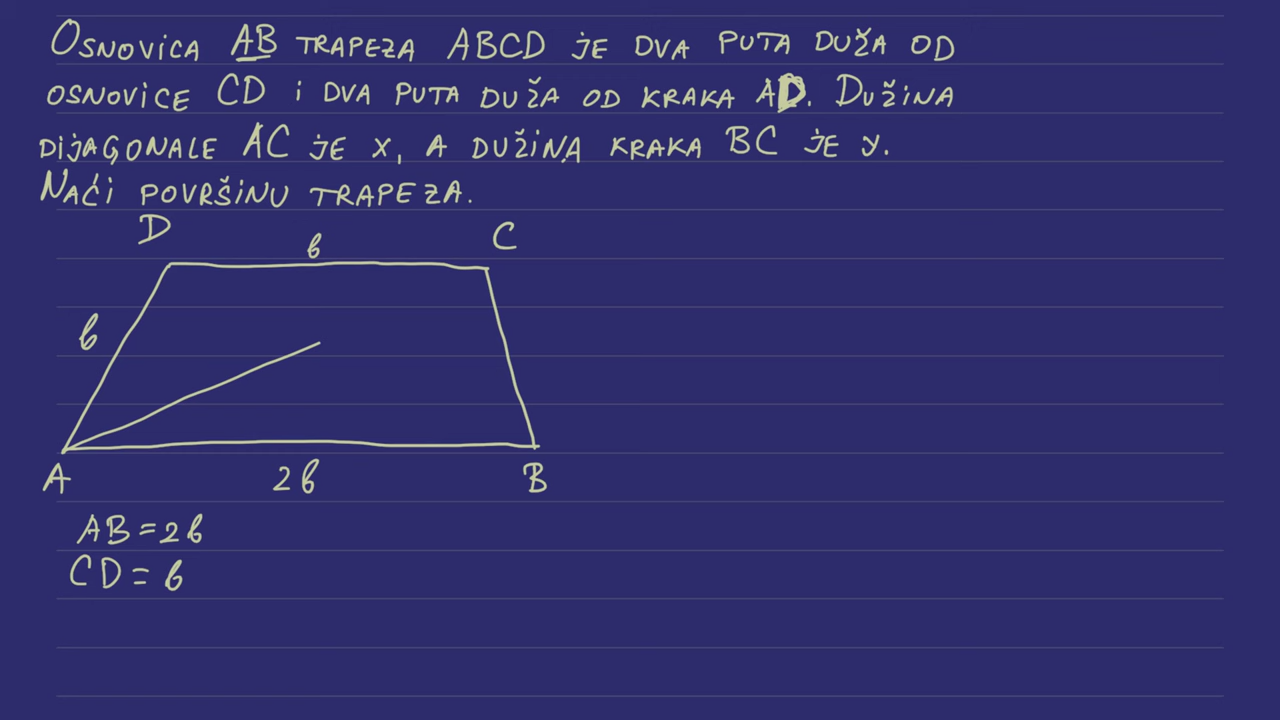 OSNOVICA AB TRAPEZA ABCD JE DVA PUTA DUŽA OD
OSNOVICE CD I DVA PUTA DUŽA OD KRAKA AD. DUŽINA
DIJAGONALE AC JE X, A DUŽINA KRAKA BC JE Y.
NAĆI POVRŠINU TRAPEZA.
D b C
b
A 2b B
AB=2b
CD=b